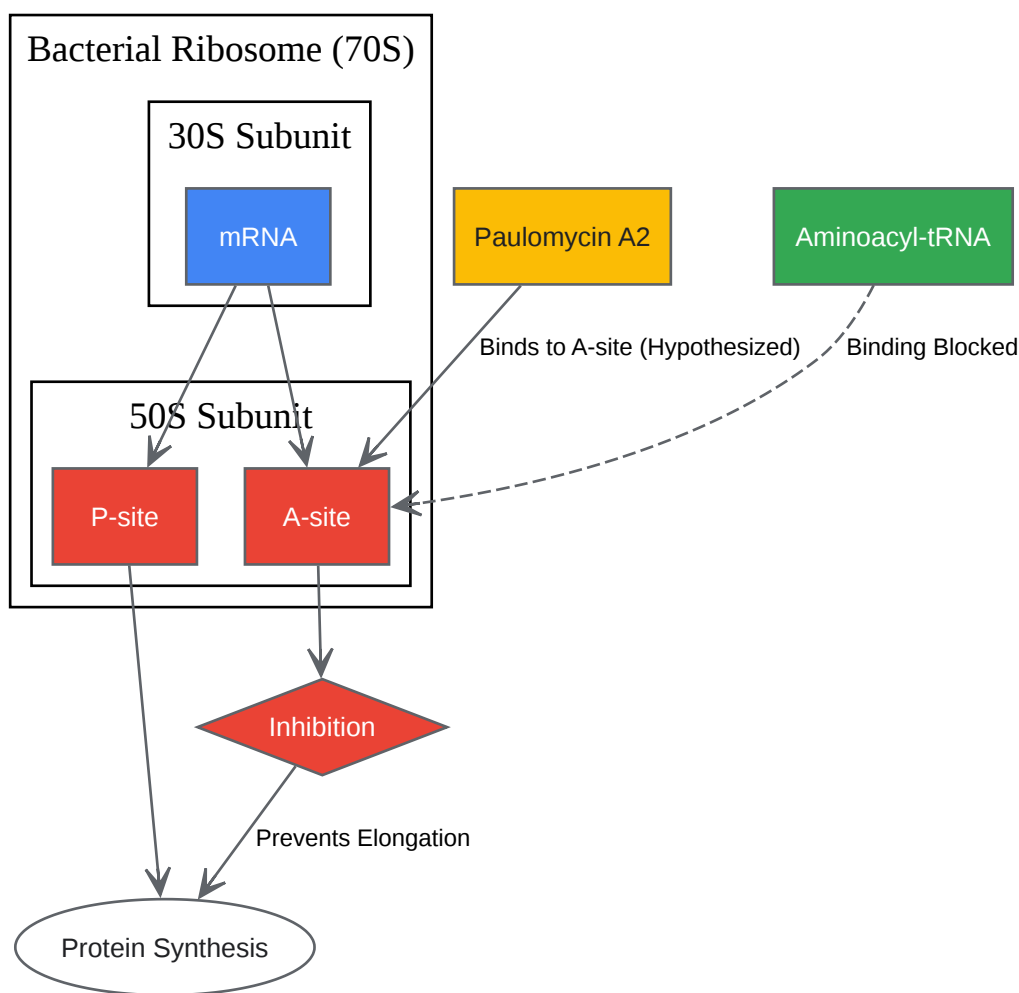 Bacterial Ribosome (70S)
30S Subunit
mRNA
Paulomycin A2
Aminoacyl-tRNA
Binds to A-site (Hypothesized)
Binding Blocked
50S Subunit
P-site
A-site
Inhibition
Prevents Elongation
Protein Synthesis